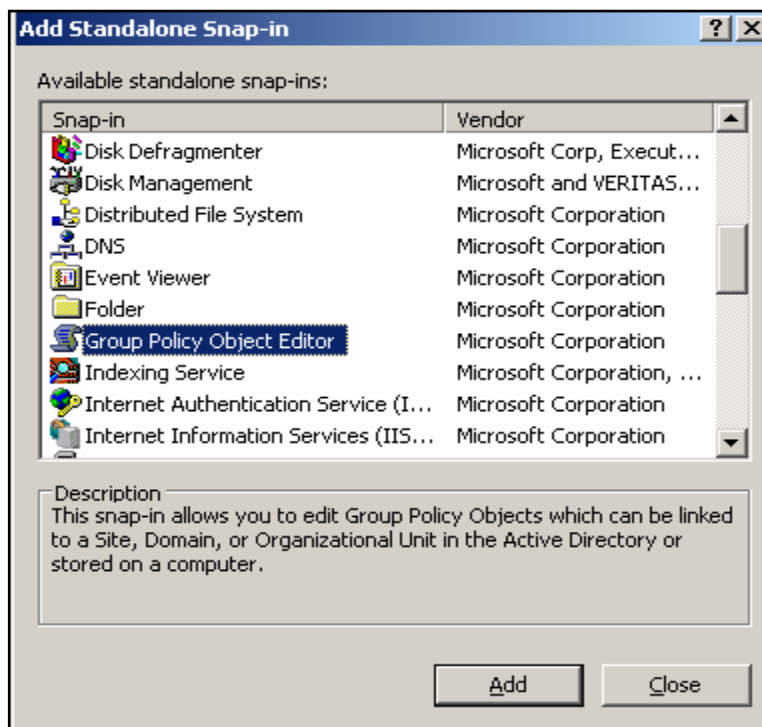 Add Standalone Snap-in
Available standalone snap-ins:
Snap-in Vendor
Disk Defragmenter Microsoft Corp, Execut...
Disk Management Microsoft and VERITAS...
Distributed File System Microsoft Corporation
DNS Microsoft Corporation
Event Viewer Microsoft Corporation
Folder Microsoft Corporation
Group Policy Object Editor Microsoft Corporation
Indexing Service Microsoft Corporation, ...
Internet Authentication Service (I... Microsoft Corporation
Internet Information Services (IIS... Microsoft Corporation
Description
This snap-in allows you to edit Group Policy Objects which can be linked
to a Site, Domain, or Organizational Unit in the Active Directory or
stored on a computer.
Add Close